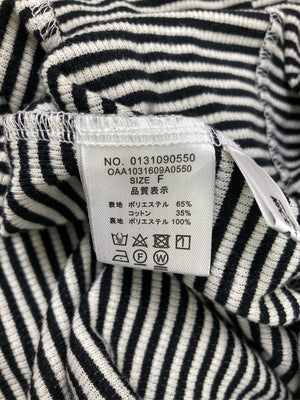 NO. 0131090550
OAA1031609A0550
SIZE F
品質表示
表地 ポリエステル 65%
コットン 35%
裏地 ポリエステル 100%